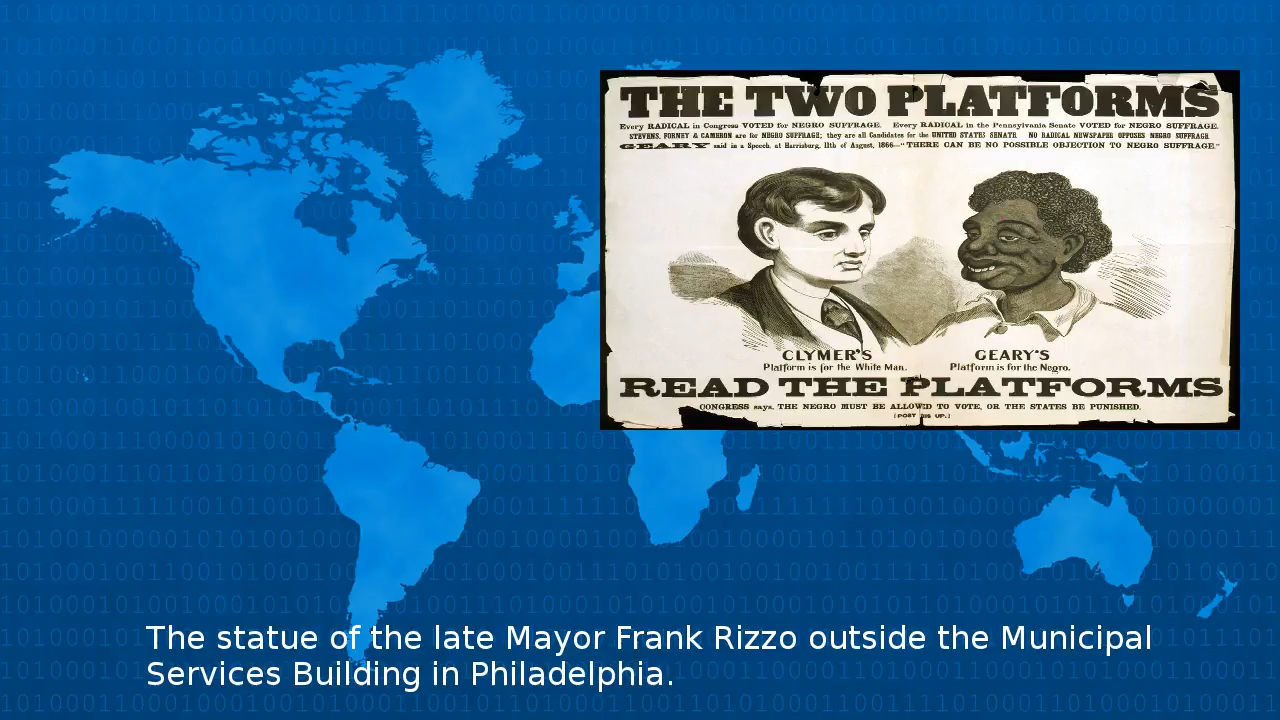 THE TWO PLATFORMS
Every RADICAL in Congress VOTED for NEGRO SUFFRAGE. Every RADICAL in the Pennsylvania Senate VOTED for NEGRO SUFFRAGE.
STEVENS, FORNEY & CAMERON are for NEGRO SUFFRAGE; they are all Candidates for the UNITED STATES SENATE. NO RADICAL NEWSPAPER OPPOSES NEGRO SUFFRAGE.
GEARY said in a Speech, at Harrisburg, 11th of August, 1866—"THERE CAN BE NO POSSIBLE OBJECTION TO NEGRO SUFFRAGE."
CLYMER'S GEARY'S
Platform is for the White Man. Platform is for the Negro.
READ THE PLATFORMS
CONGRESS says, THE NEGRO MUST BE ALLOWED TO VOTE, OR THE STATES BE PUNISHED.
[POST THIS UP.]
The statue of the late Mayor Frank Rizzo outside the Municipal
Services Building in Philadelphia.